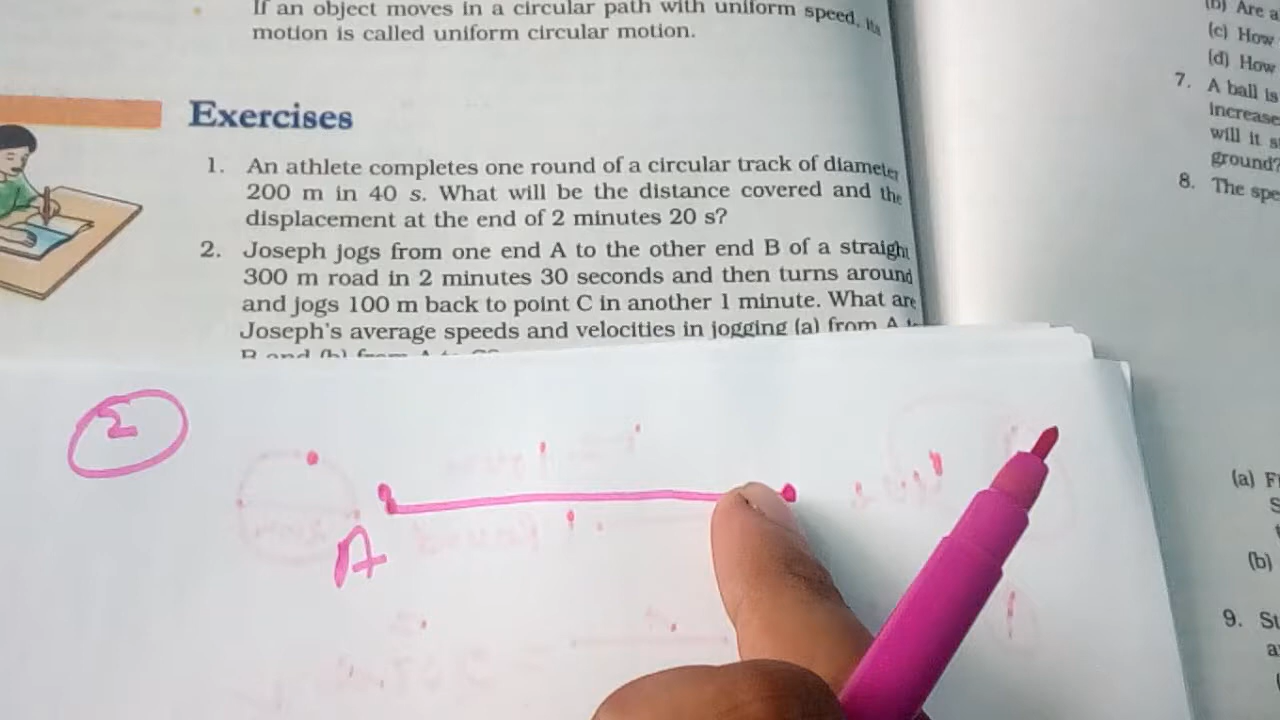 If an object moves in a circular path with uniform speed, its
motion is called uniform circular motion.
Exercises
1. An athlete completes one round of a circular track of diameter
200 m in 40 s. What will be the distance covered and the
displacement at the end of 2 minutes 20 s?
2. Joseph jogs from one end A to the other end B of a straight
300 m road in 2 minutes 30 seconds and then turns around
and jogs 100 m back to point C in another 1 minute. What are
Joseph's average speeds and velocities in jogging (a) from A to
B and (b) from A to C?
2
A
(b) Are a
(c) How
(d) How
7. A ball is
increase
will it s
ground?
8. The spe
(a) F
S
(b)
9. St
a